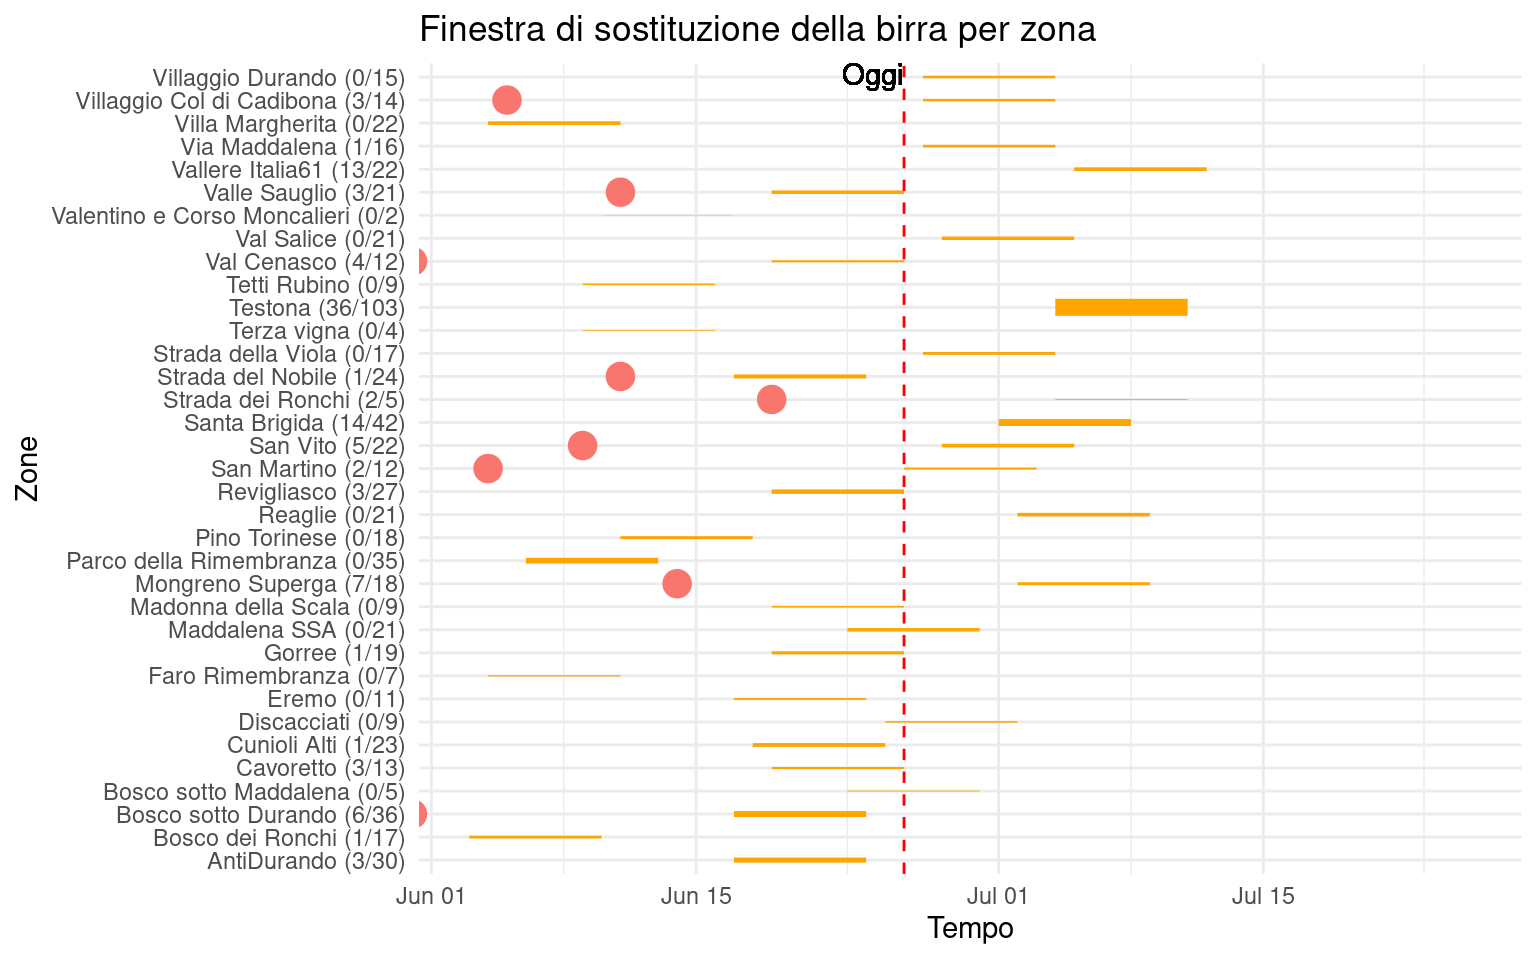 Finestra di sostituzione della birra per zona
Oggi
Villaggio Durando (0/15)
Villaggio Col di Cadibona (3/14)
Villa Margherita (0/22)
Via Maddalena (1/16)
Vallere Italia61 (13/22)
Valle Sauglio (3/21)
Valentino e Corso Moncalieri (0/2)
Val Salice (0/21)
Val Cenasco (4/12)
Tetti Rubino (0/9)
Testona (36/103)
Terza vigna (0/4)
Strada della Viola (0/17)
Strada del Nobile (1/24)
Strada dei Ronchi (2/5)
Santa Brigida (14/42)
San Vito (5/22)
San Martino (2/12)
Revigliasco (3/27)
Reaglie (0/21)
Pino Torinese (0/18)
Parco della Rimembranza (0/35)
Mongreno Superga (7/18)
Madonna della Scala (0/9)
Maddalena SSA (0/21)
Gorree (1/19)
Faro Rimembranza (0/7)
Eremo (0/11)
Discacciati (0/9)
Cunioli Alti (1/23)
Cavoretto (3/13)
Bosco sotto Maddalena (0/5)
Bosco sotto Durando (6/36)
Bosco dei Ronchi (1/17)
AntiDurando (3/30)
Zone
Jun 01
Jun 15
Jul 01
Jul 15
Tempo